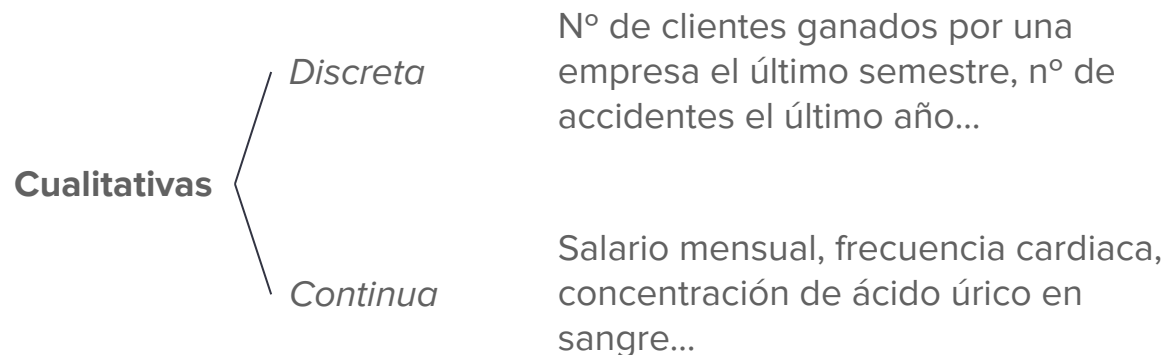 Nº de clientes ganados por una
Discreta
empresa el último semestre, nº de
accidentes el último año...
Cualitativas
Salario mensual, frecuencia cardiaca,
Continua
concentración de ácido úrico en
sangre...